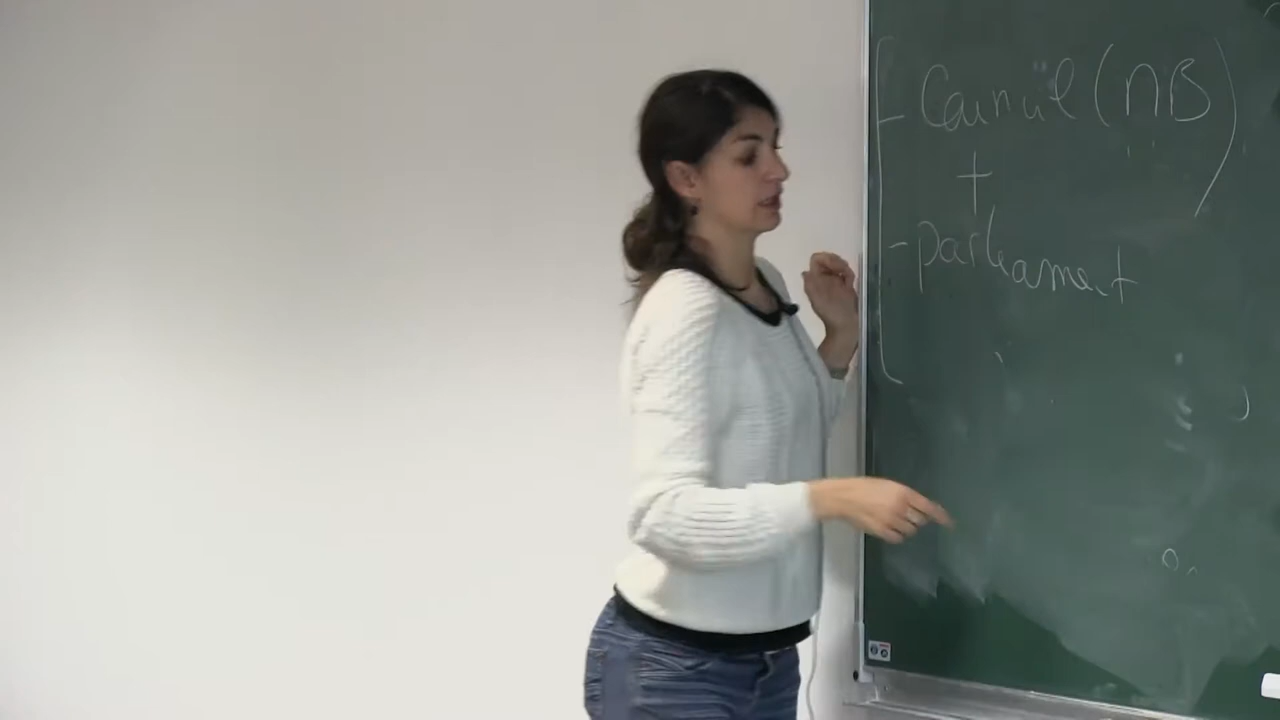 - Council (NB)
+
- parliament